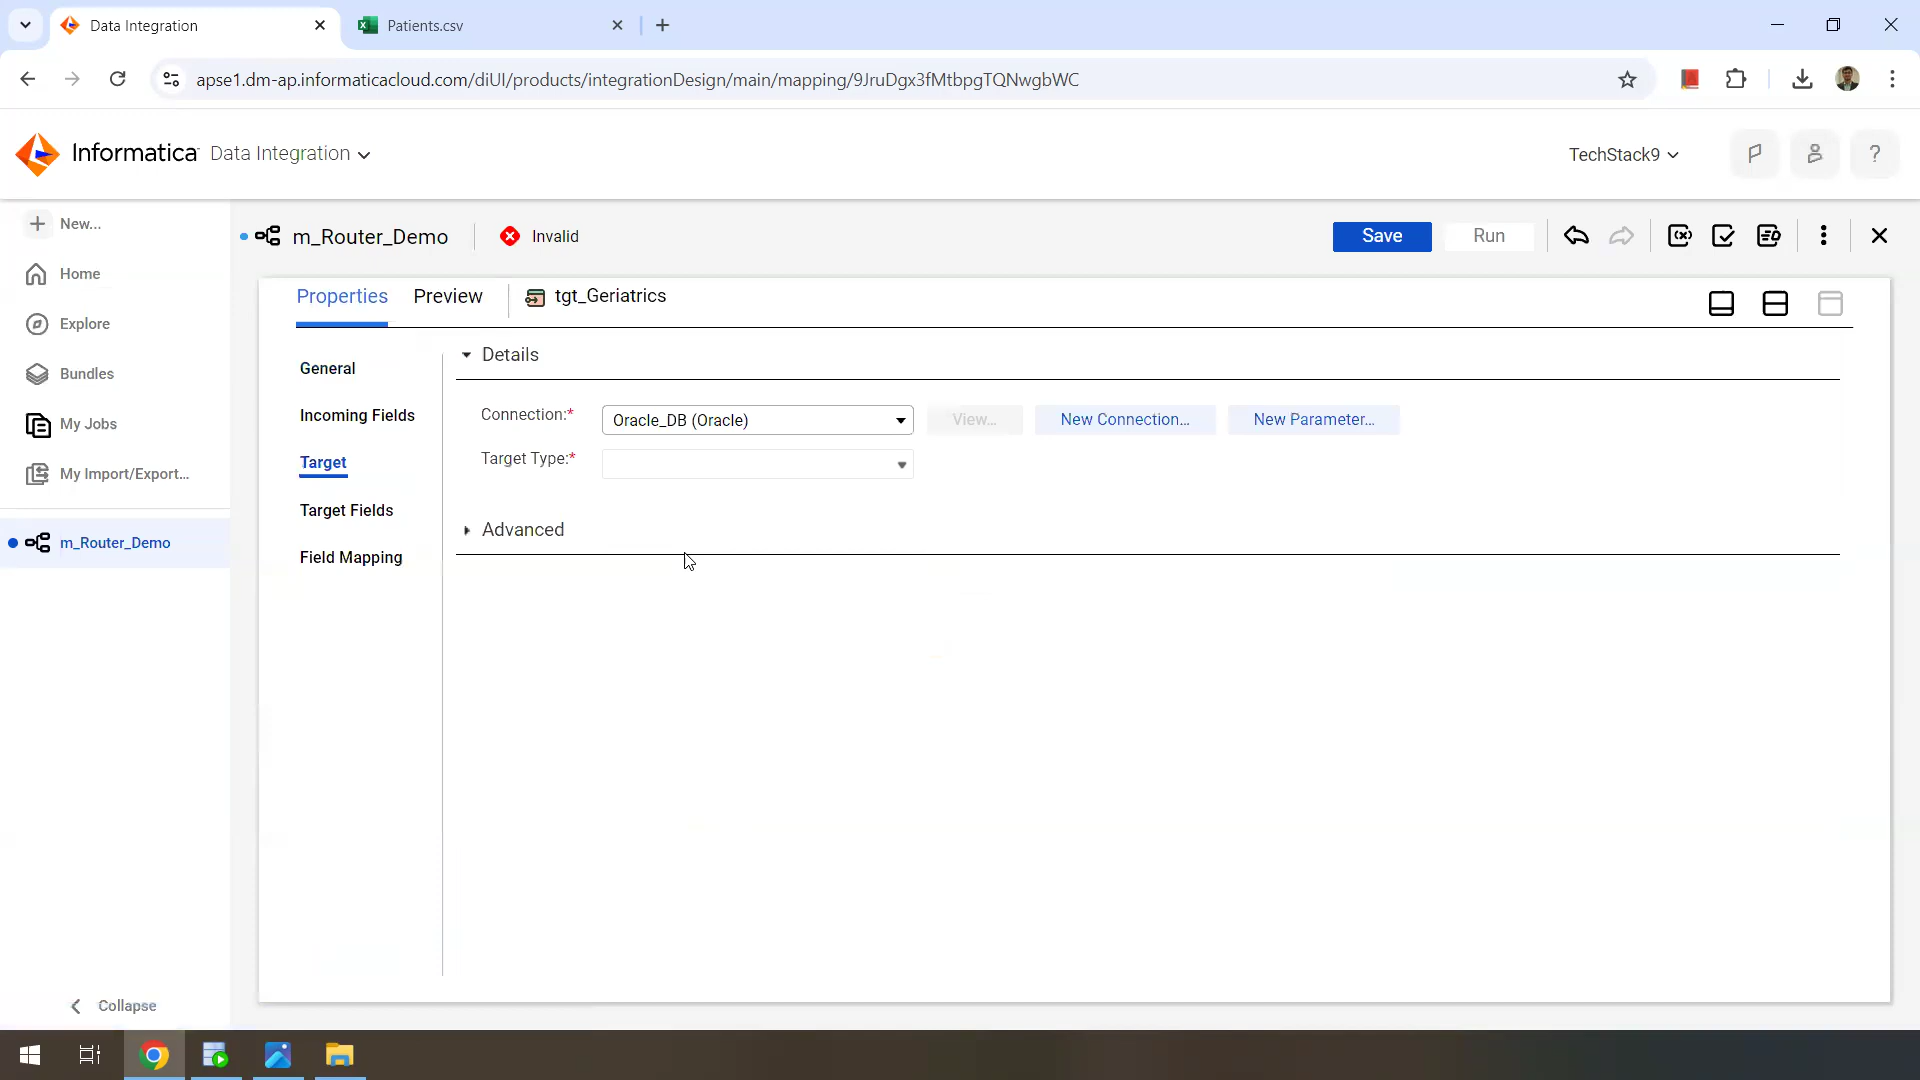 Data Integration
Patients.csv
apse1.dm-ap.informaticacloud.com/diUI/products/integrationDesign/main/mapping/9JruDgx3fMtbpgTQNwgbWC
Informatica Data Integration
TechStack9
?
New...
Home
Explore
Bundles
My Jobs
My Import/Export...
m_Router_Demo
Collapse
m_Router_Demo
Invalid
Save
Run
Properties
Preview
tgt_Geriatrics
General
Incoming Fields
Target
Target Fields
Field Mapping
Details
Connection:* Oracle_DB (Oracle) View... New Connection... New Parameter...
Target Type:*
Advanced